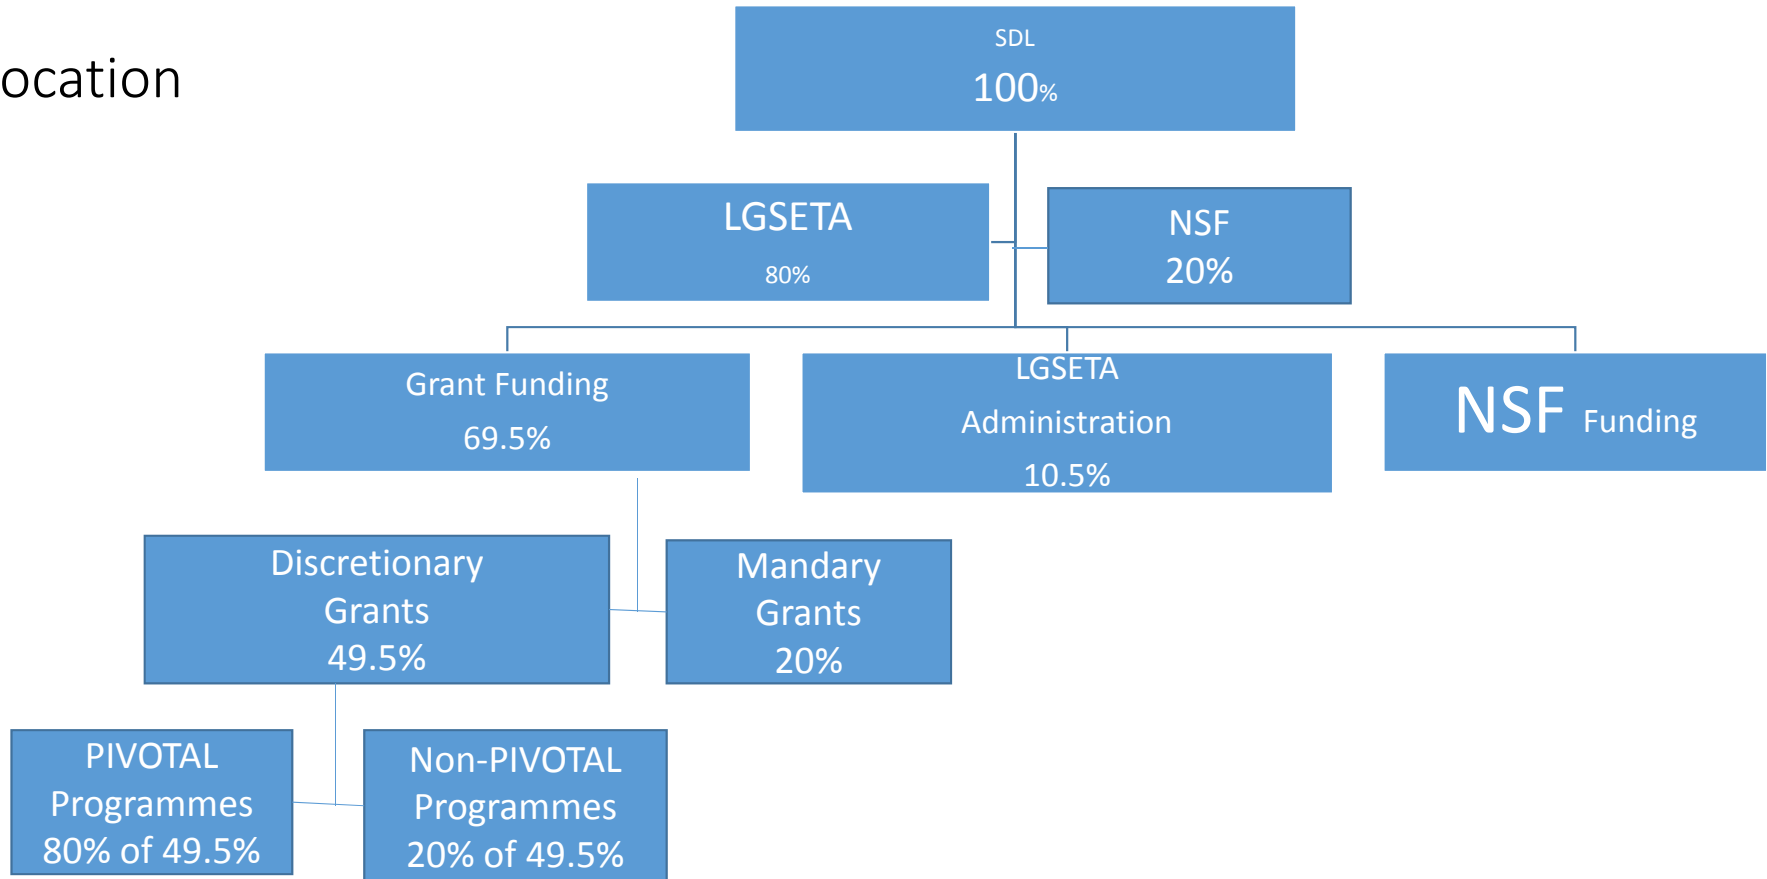 ocation
SDL
100%
LGSETA
80%
NSF
20%
Grant Funding
69.5%
LGSETA
Administration
10.5%
NSF Funding
Discretionary
Grants
49.5%
Mandary
Grants
20%
PIVOTAL
Programmes
80% of 49.5%
Non-PIVOTAL
Programmes
20% of 49.5%